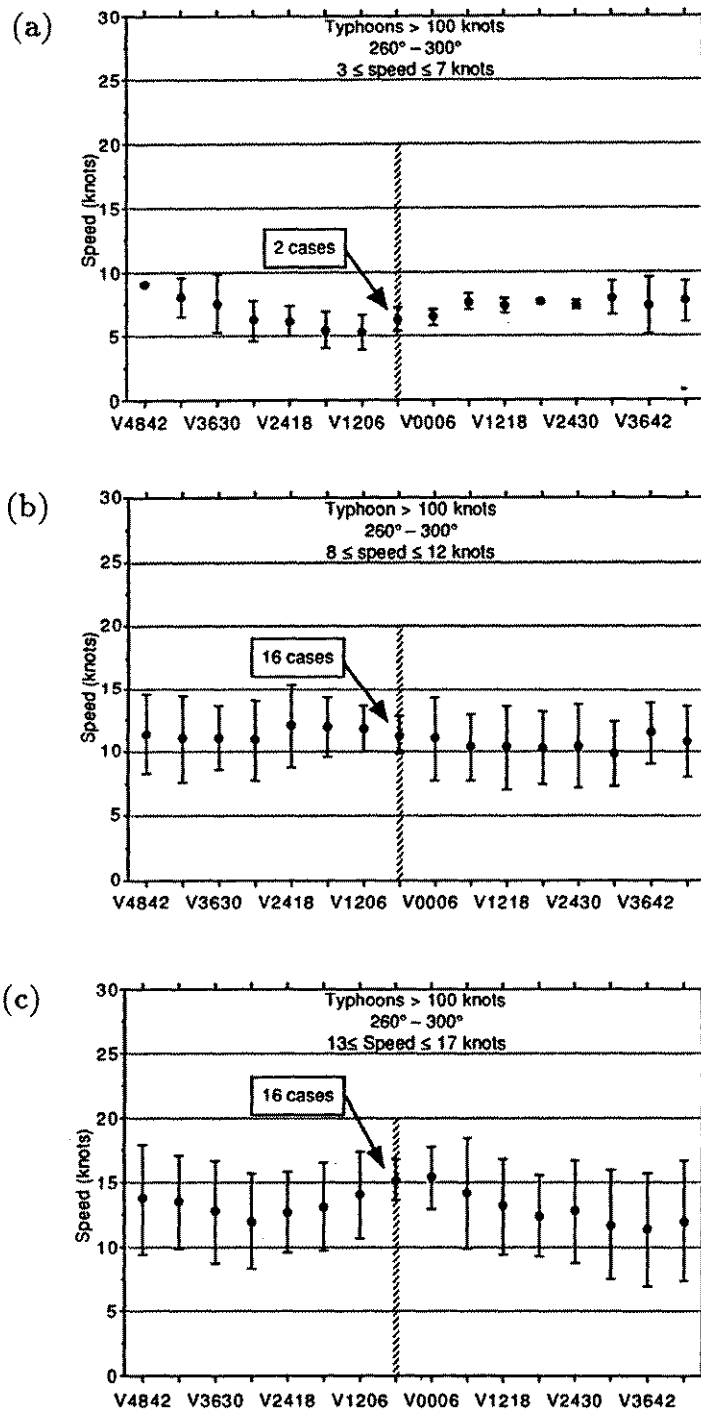 (a)
Typhoons > 100 knots
260° – 300°
3 ≤ speed ≤ 7 knots
30
25
20
15
10
5
0
Speed (knots)
2 cases
V4842 V3630 V2418 V1206 V0006 V1218 V2430 V3642
(b)
Typhoon > 100 knots
260° – 300°
8 ≤ speed ≤ 12 knots
30
25
20
15
10
5
0
Speed (knots)
16 cases
V4842 V3630 V2418 V1206 V0006 V1218 V2430 V3642
(c)
Typhoons > 100 knots
260° – 300°
13≤ Speed ≤ 17 knots
30
25
20
15
10
5
0
Speed (knots)
16 cases
V4842 V3630 V2418 V1206 V0006 V1218 V2430 V3642